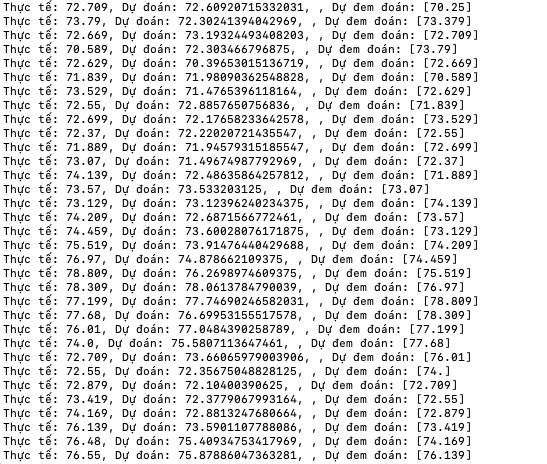 Thực tế: 72.709, Dự đoán: 72.60920715332031, , Dự đem đoán: [70.25]
Thực tế: 73.79, Dự đoán: 72.30241394042969, , Dự đem đoán: [73.379]
Thực tế: 72.669, Dự đoán: 73.19324493408203, , Dự đem đoán: [72.709]
Thực tế: 70.589, Dự đoán: 72.303466796875, , Dự đem đoán: [73.79]
Thực tế: 72.629, Dự đoán: 70.39653015136719, , Dự đem đoán: [72.669]
Thực tế: 71.839, Dự đoán: 71.98090362548828, , Dự đem đoán: [70.589]
Thực tế: 73.529, Dự đoán: 71.4765396118164, , Dự đem đoán: [72.629]
Thực tế: 72.55, Dự đoán: 72.8857650756836, , Dự đem đoán: [71.839]
Thực tế: 72.699, Dự đoán: 72.17658233642578, , Dự đem đoán: [73.529]
Thực tế: 72.37, Dự đoán: 72.22020721435547, , Dự đem đoán: [72.55]
Thực tế: 71.889, Dự đoán: 71.94579315185547, , Dự đem đoán: [72.699]
Thực tế: 73.07, Dự đoán: 71.49674987792969, , Dự đem đoán: [72.37]
Thực tế: 74.139, Dự đoán: 72.48635864257812, , Dự đem đoán: [71.889]
Thực tế: 73.57, Dự đoán: 73.533203125, , Dự đem đoán: [73.07]
Thực tế: 73.129, Dự đoán: 73.12396240234375, , Dự đem đoán: [74.139]
Thực tế: 74.209, Dự đoán: 72.6871566772461, , Dự đem đoán: [73.57]
Thực tế: 74.459, Dự đoán: 73.60028076171875, , Dự đem đoán: [73.129]
Thực tế: 75.519, Dự đoán: 73.91476440429688, , Dự đem đoán: [74.209]
Thực tế: 76.97, Dự đoán: 74.878662109375, , Dự đem đoán: [74.459]
Thực tế: 78.809, Dự đoán: 76.2698974609375, , Dự đem đoán: [75.519]
Thực tế: 78.309, Dự đoán: 78.0613784790039, , Dự đem đoán: [76.97]
Thực tế: 77.199, Dự đoán: 77.74690246582031, , Dự đem đoán: [78.809]
Thực tế: 77.68, Dự đoán: 76.69953155517578, , Dự đem đoán: [78.309]
Thực tế: 76.01, Dự đoán: 77.0484390258789, , Dự đem đoán: [77.199]
Thực tế: 74.0, Dự đoán: 75.5807113647461, , Dự đem đoán: [77.68]
Thực tế: 72.709, Dự đoán: 73.66065979003906, , Dự đem đoán: [76.01]
Thực tế: 72.55, Dự đoán: 72.35675048828125, , Dự đem đoán: [74.]
Thực tế: 72.879, Dự đoán: 72.10400390625, , Dự đem đoán: [72.709]
Thực tế: 73.419, Dự đoán: 72.3779067993164, , Dự đem đoán: [72.55]
Thực tế: 74.169, Dự đoán: 72.8813247680664, , Dự đem đoán: [72.879]
Thực tế: 76.139, Dự đoán: 73.5901107788086, , Dự đem đoán: [73.419]
Thực tế: 76.48, Dự đoán: 75.40934753417969, , Dự đem đoán: [74.169]
Thực tế: 76.55, Dự đoán: 75.87886047363281, , Dự đem đoán: [76.139]